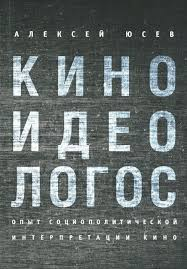 АЛЕКСЕЙ ЮСЕВ
КИНО
ИДЕО
ЛОГОС
ОПЫТ СОЦИОПОЛИТИЧЕСКОЙ
ИНТЕРПРЕТАЦИИ КИНО